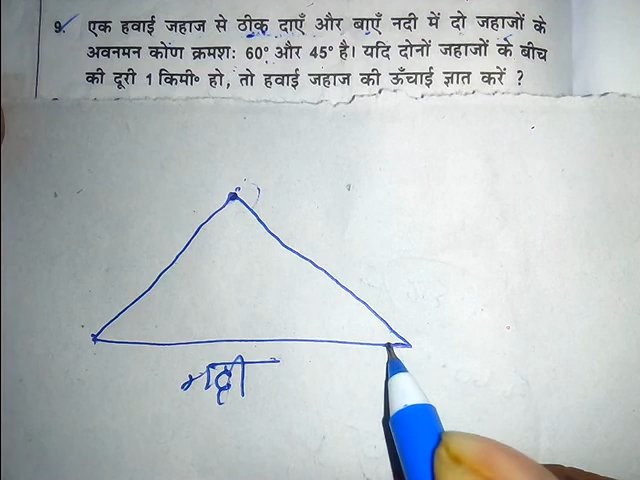 9. एक हवाई जहाज से ठीक दाएँ और बाएँ नदी में दो जहाजों के
अवनमन कोण क्रमशः 60° और 45° है। यदि दोनों जहाजों के बीच
की दूरी 1 किमी० हो, तो हवाई जहाज की ऊँचाई ज्ञात करें ?
नदी